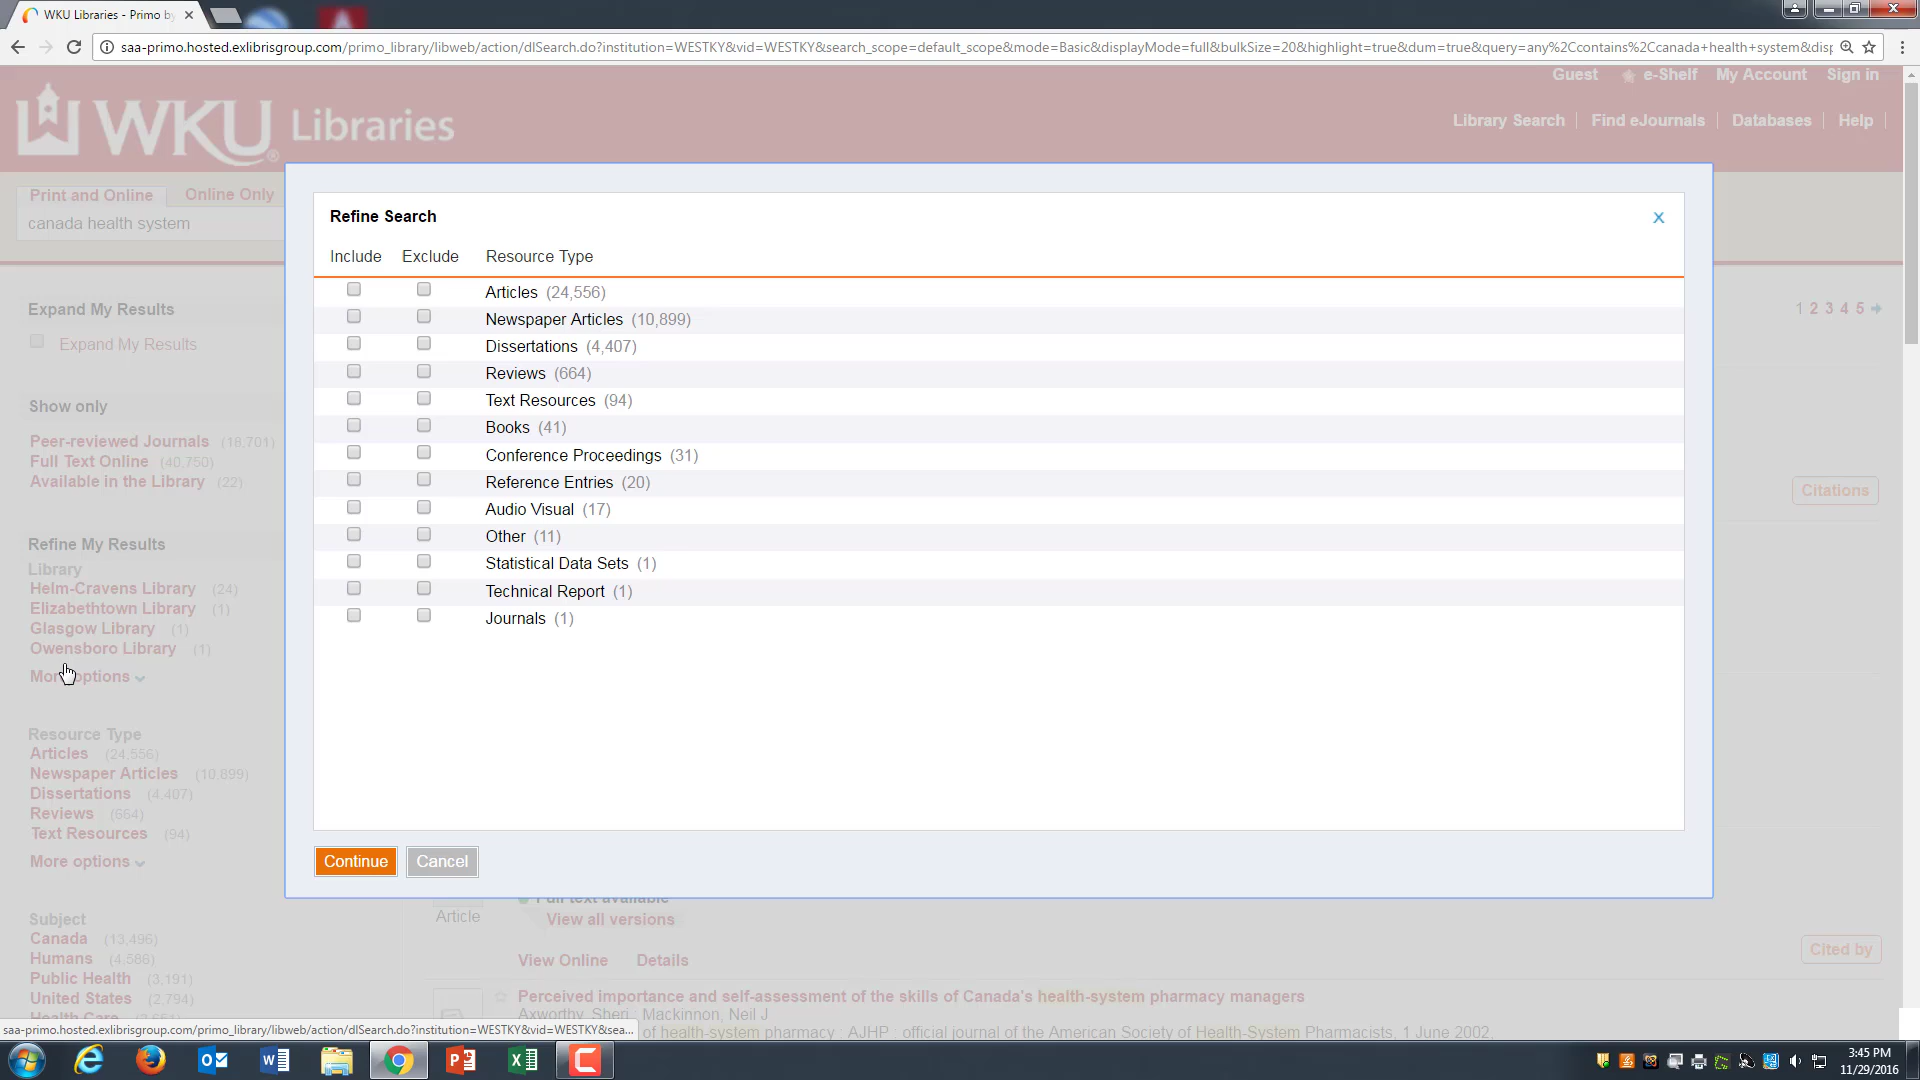 WKU Libraries - Primo by
saa-primo.hosted.exlibrisgroup.com/primo_library/libweb/action/dlSearch.do?institution=WESTKY&vid=WESTKY&search_scope=default_scope&mode=Basic&displayMode=full&bulkSize=20&highlight=true&dum=true&query=any%2Ccontains%2Ccanada+health+system&disp
Guest e-Shelf My Account Sign in
WKU® Libraries
Library Search Find eJournals Databases Help
Print and Online Online Only
canada health system
Refine Search x
Include Exclude Resource Type
Articles (24,556)
Newspaper Articles (10,899)
Dissertations (4,407)
Reviews (664)
Text Resources (94)
Books (41)
Conference Proceedings (31)
Reference Entries (20)
Audio Visual (17)
Other (11)
Statistical Data Sets (1)
Technical Report (1)
Journals (1)
Continue Cancel
Expand My Results
Expand My Results
Show only
Peer-reviewed Journals (18,701)
Full Text Online (40,750)
Available in the Library (22)
Refine My Results
Library
Helm-Cravens Library (24)
Elizabethtown Library (1)
Glasgow Library (1)
Owensboro Library (1)
More options
Resource Type
Articles (24,556)
Newspaper Articles (10,899)
Dissertations (4,407)
Reviews (664)
Text Resources (94)
More options
Subject
Canada (13,496)
Humans (4,566)
Public Health (3,191)
United States (2,794)
Health Care
1 2 3 4 5
Citations
Full text available
Article
View all versions
View Online Details
Cited by
Perceived importance and self-assessment of the skills of Canada's health-system pharmacy managers
Axworthy, Sheri ; Mackinnon, Neil J
of health-system pharmacy : AJHP : official journal of the American Society of Health-System Pharmacists, 1 June 2002,
saa-primo.hosted.exlibrisgroup.com/primo_library/libweb/action/dlSearch.do?institution=WESTKY&vid=WESTKY&sea...
3:45 PM
11/29/2016